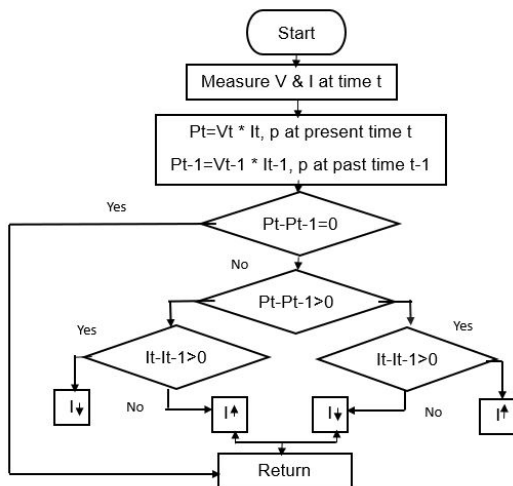 Start
Measure V & I at time t
Pt=Vt * It, p at present time t
Pt-1=Vt-1 * It-1, p at past time t-1
Yes
Pt-Pt-1=0
No
Pt-Pt-1>0
Yes
It-It-1>0
Yes
It-It-1>0
I↓
No
I↑
I↓
No
I↑
Return